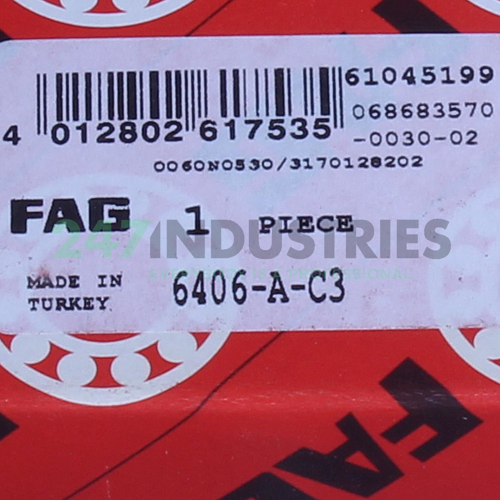 FAG
61045199
4 012802 617535
068683570
-0030-02
0060N0530/3170128202
FAG 1 PIECE
247INDUSTRIES
MADE IN
TURKEY
6406-A-C3